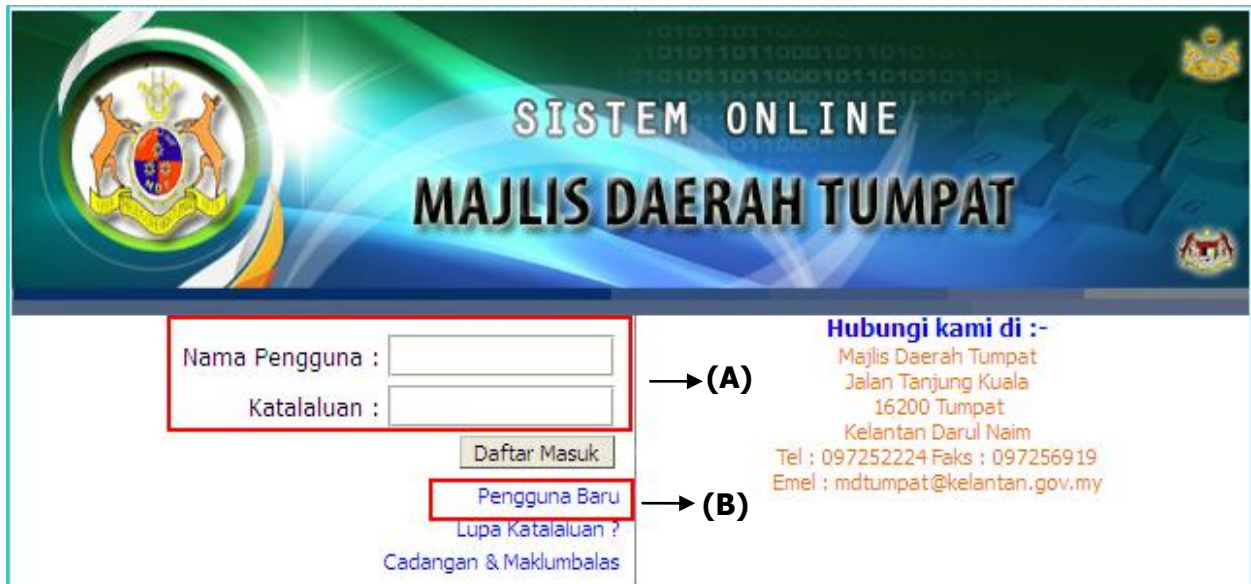 SISTEM ONLINE
MAJLIS DAERAH TUMPAT
Nama Pengguna :
Katalaluan :
(A)
Daftar Masuk
Pengguna Baru
(B)
Lupa Katalaluan ?
Cadangan & Maklumbalas
Hubungi kami di :-
Majlis Daerah Tumpat
Jalan Tanjung Kuala
16200 Tumpat
Kelantan Darul Naim
Tel : 097252224 Faks : 097256919
Emel : mdtumpat@kelantan.gov.my